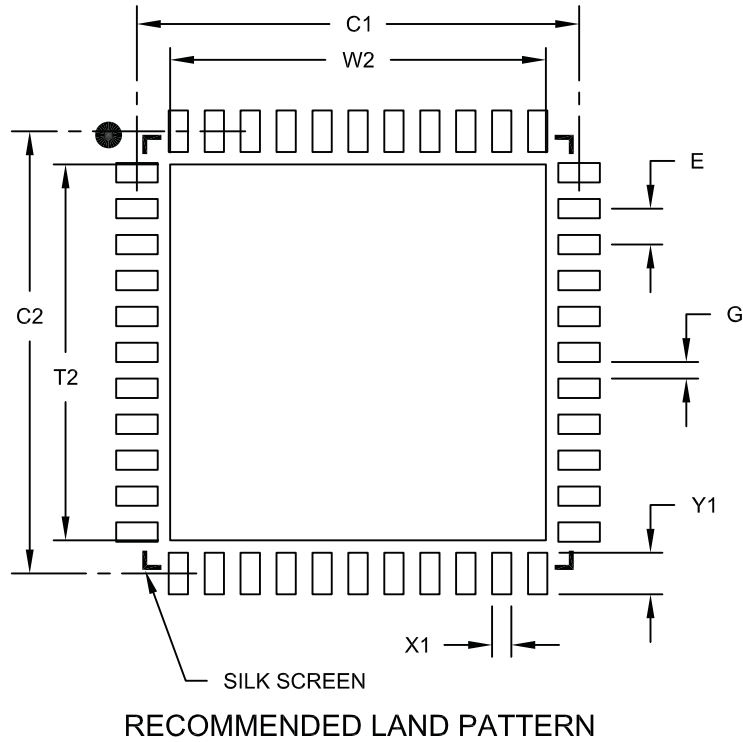 C1
W2
E
G
C2
T2
Y1
X1
SILK SCREEN
RECOMMENDED LAND PATTERN